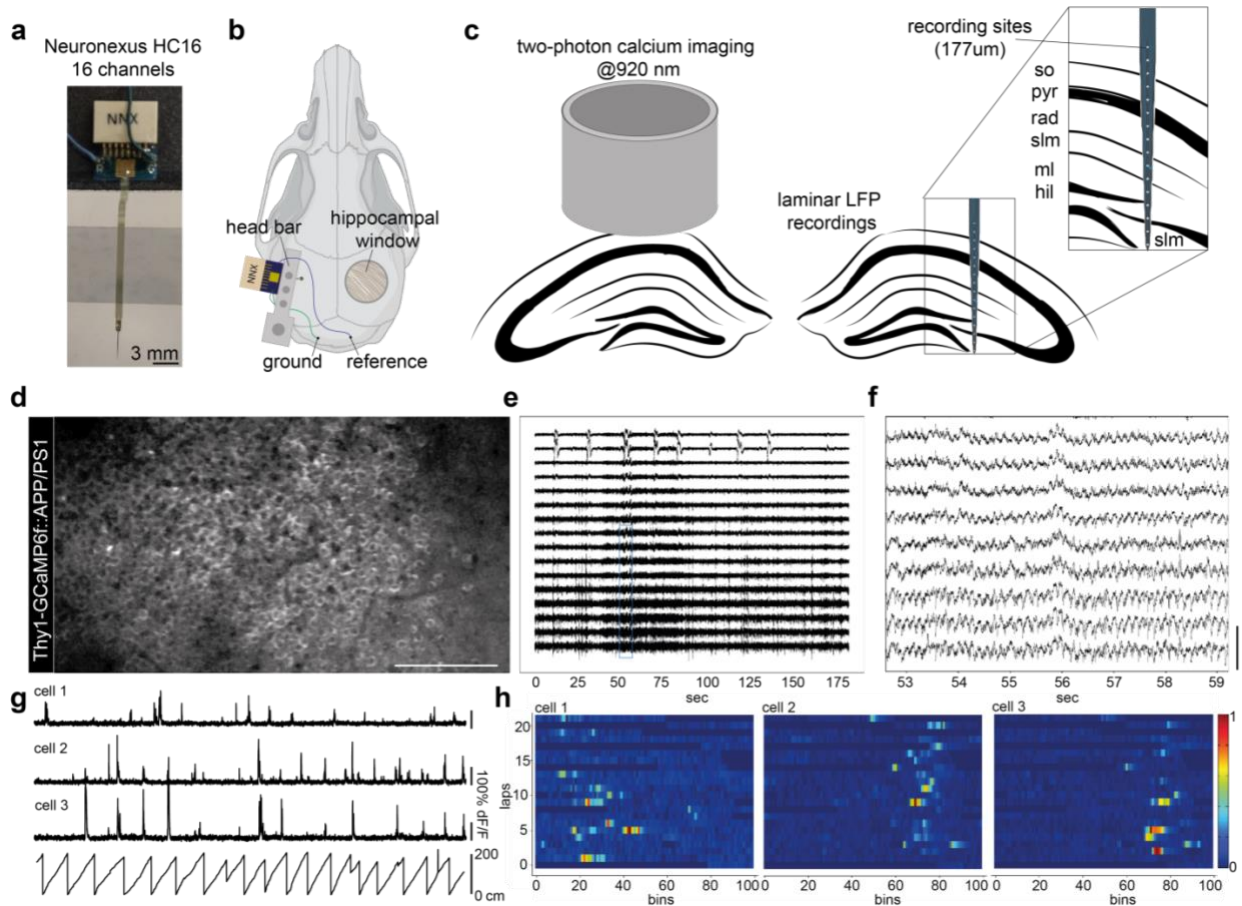 a
Neuronexus HC16
16 channels
NNX
3 mm
b
head bar
hippocampal
window
NNX
ground
reference
c
two-photon calcium imaging
@920 nm
laminar LFP
recordings
recording sites
(177um)
so
pyr
rad
slm
ml
hil
slm
d
Thy1-GCaMP6f::APP/PS1
e
0 25 50 75 100 125 150 175
sec
f
53 54 55 56 57 58 59
sec
g
cell 1
cell 2
cell 3
100% dF/F
200
0 cm
h
cell 1
cell 2
cell 3
laps
20
15
10
5
0
0 20 40 60 80 100
bins
0 20 40 60 80 100
bins
0 20 40 60 80 100
bins
1
0